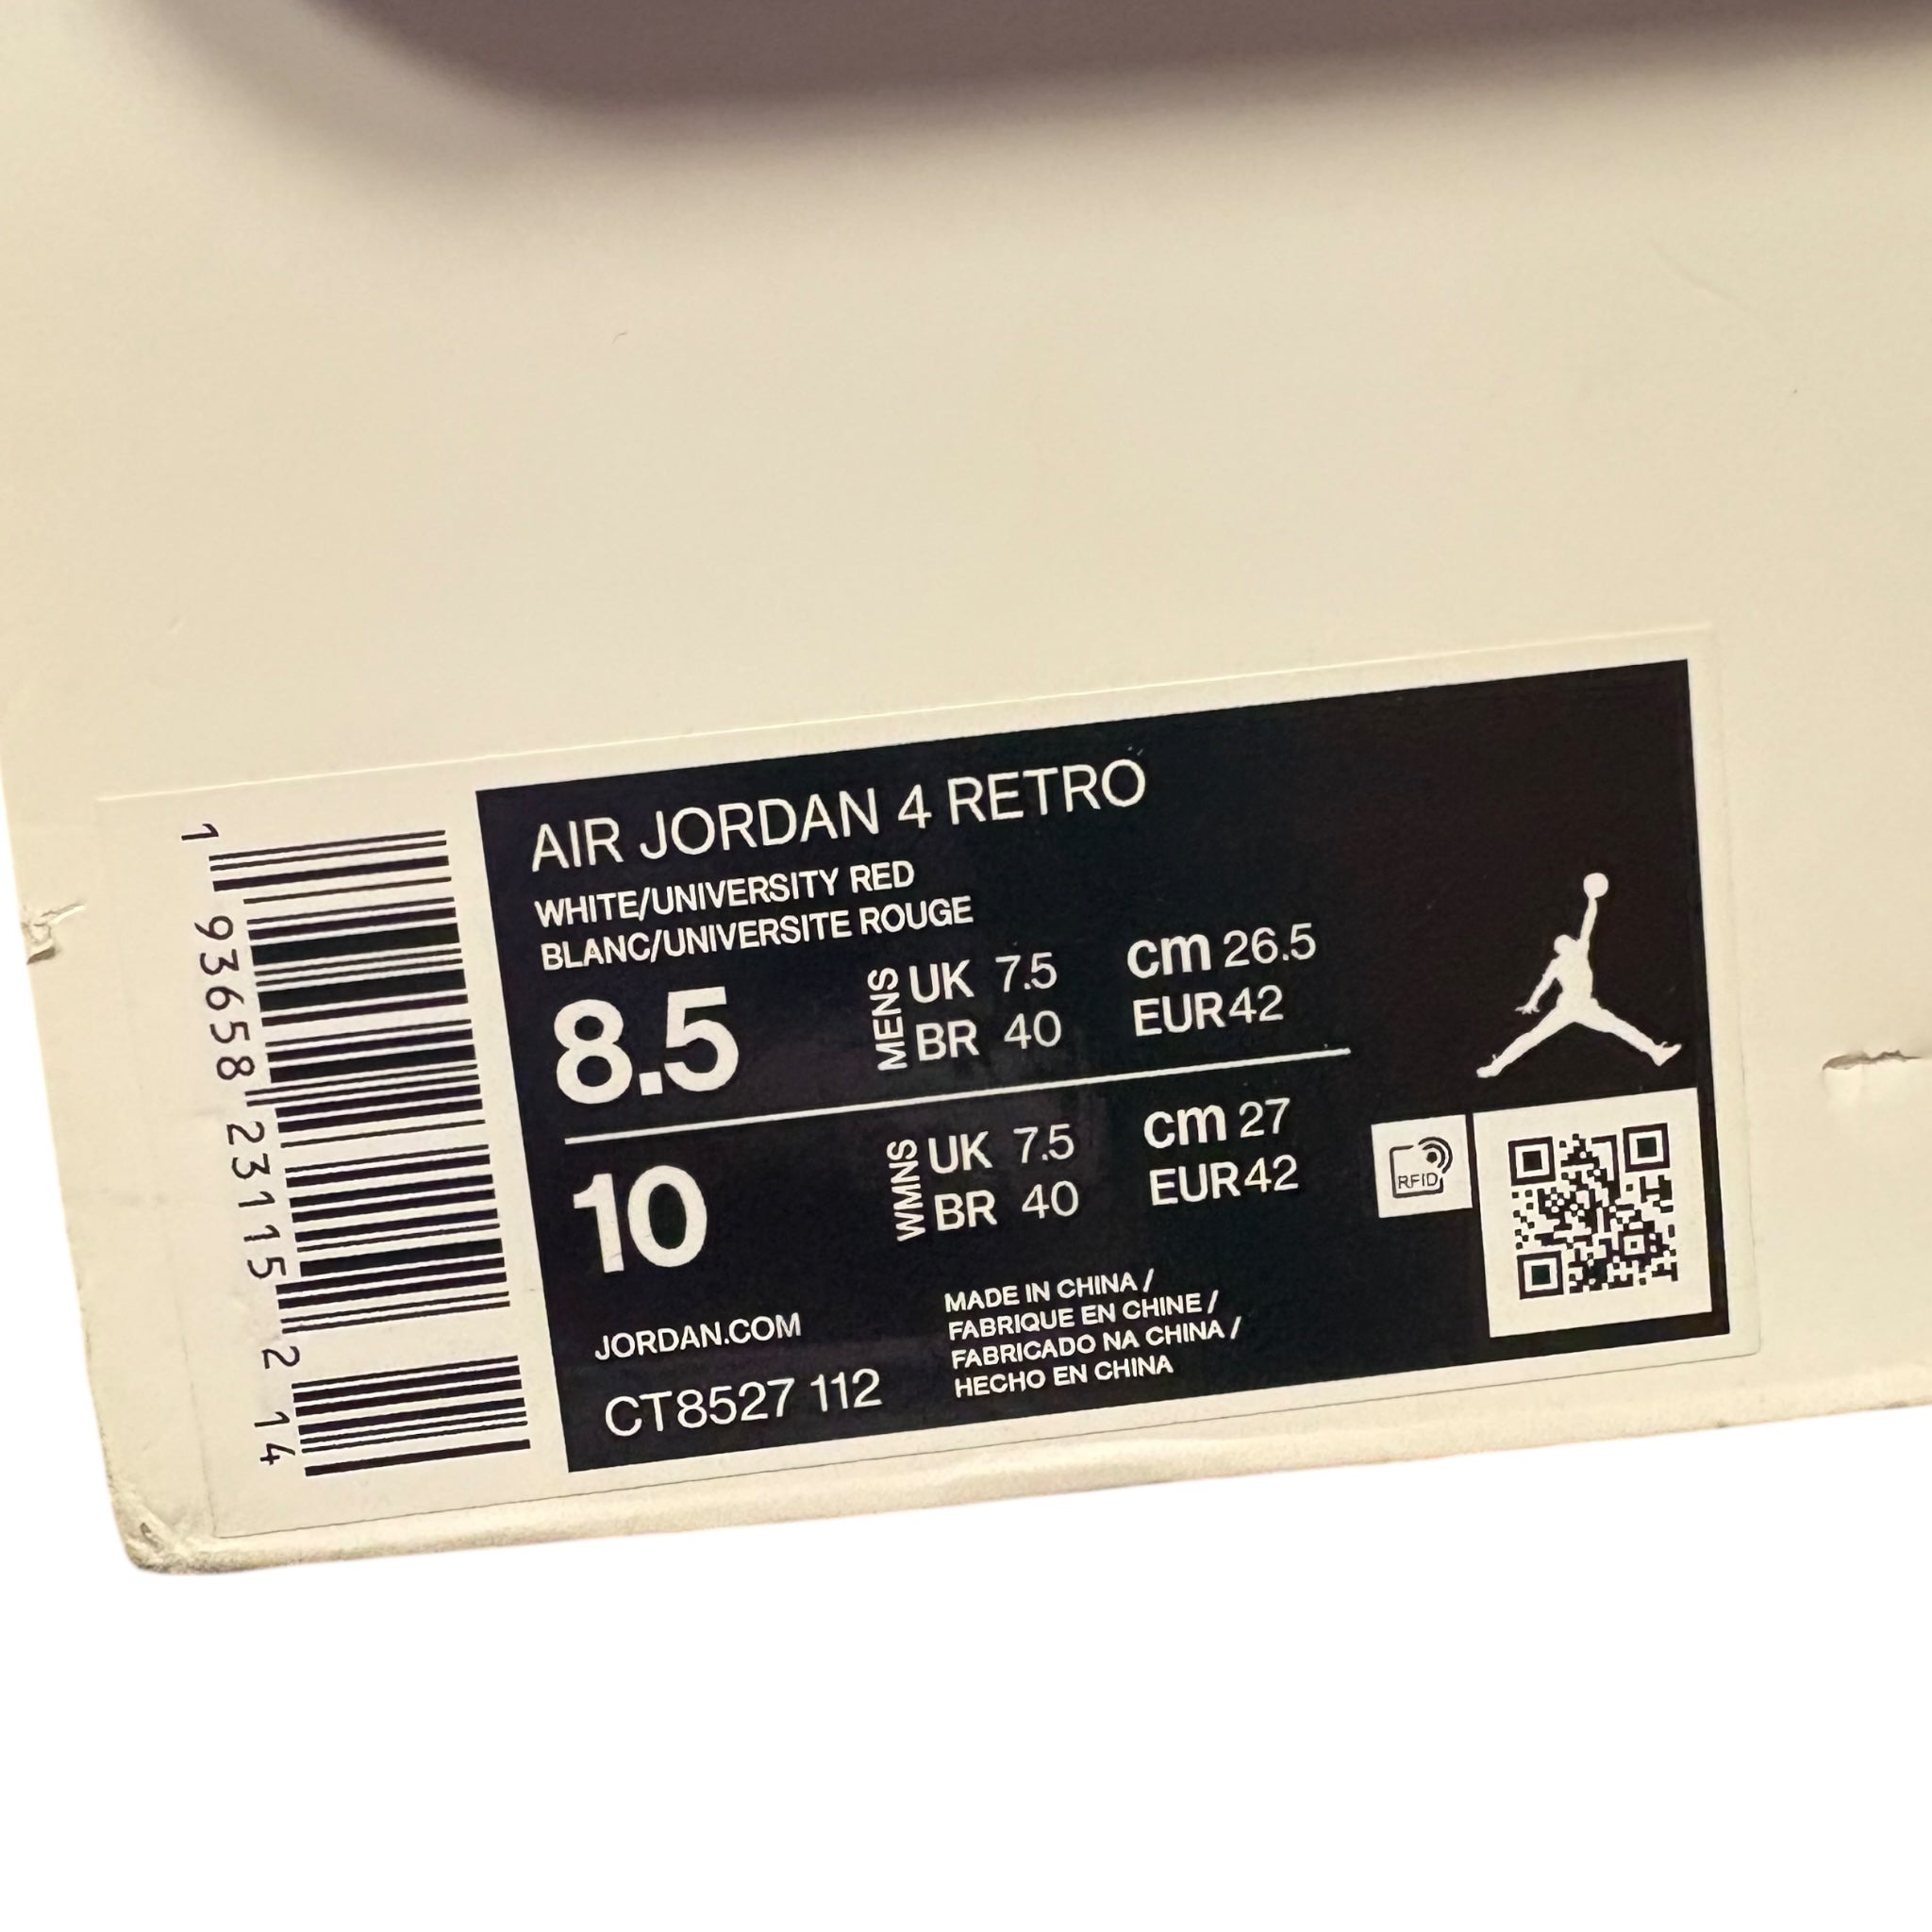 1 93658 23115 2 14
AIR JORDAN 4 RETRO
WHITE/UNIVERSITY RED
BLANC/UNIVERSITE ROUGE
8.5
MENS
UK 7.5
BR 40
cm 26.5
EUR 42
10
WMNS
UK 7.5
BR 40
cm 27
EUR 42
RFID
JORDAN.COM
CT8527 112
MADE IN CHINA /
FABRIQUE EN CHINE /
FABRICADO NA CHINA /
HECHO EN CHINA